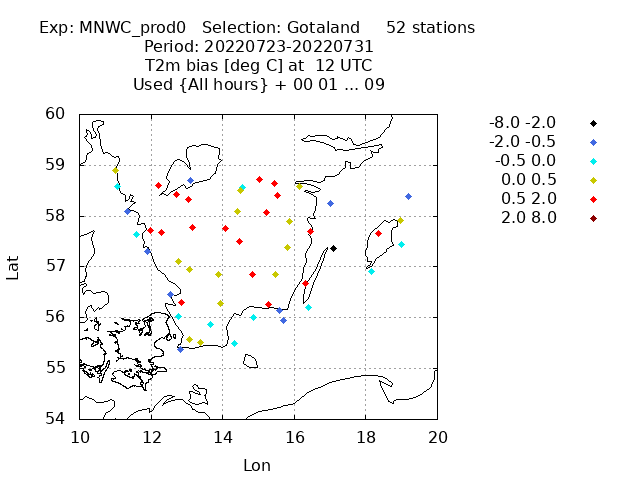 Exp: MNWC_prod0   Selection: Gotaland     52 stations
Period: 20220723-20220731
T2m bias [deg C] at  12 UTC
Used {All hours} + 00 01 ... 09
-8.0 -2.0
-2.0 -0.5
-0.5 0.0
0.0 0.5
0.5 2.0
2.0 8.0
60
59
58
57
56
55
54
Lat
10 12 14 16 18 20
Lon